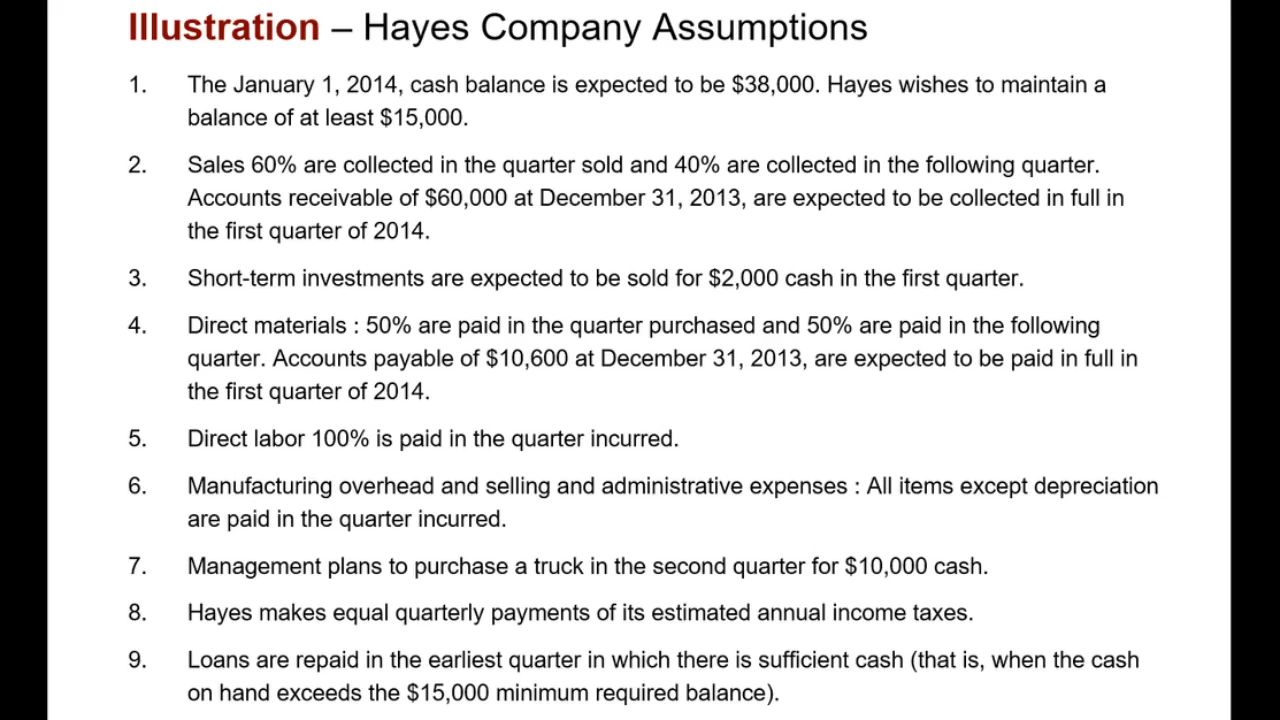 Illustration – Hayes Company Assumptions
1. The January 1, 2014, cash balance is expected to be $38,000. Hayes wishes to maintain a
balance of at least $15,000.
2. Sales 60% are collected in the quarter sold and 40% are collected in the following quarter.
Accounts receivable of $60,000 at December 31, 2013, are expected to be collected in full in
the first quarter of 2014.
3. Short-term investments are expected to be sold for $2,000 cash in the first quarter.
4. Direct materials : 50% are paid in the quarter purchased and 50% are paid in the following
quarter. Accounts payable of $10,600 at December 31, 2013, are expected to be paid in full in
the first quarter of 2014.
5. Direct labor 100% is paid in the quarter incurred.
6. Manufacturing overhead and selling and administrative expenses : All items except depreciation
are paid in the quarter incurred.
7. Management plans to purchase a truck in the second quarter for $10,000 cash.
8. Hayes makes equal quarterly payments of its estimated annual income taxes.
9. Loans are repaid in the earliest quarter in which there is sufficient cash (that is, when the cash
on hand exceeds the $15,000 minimum required balance).